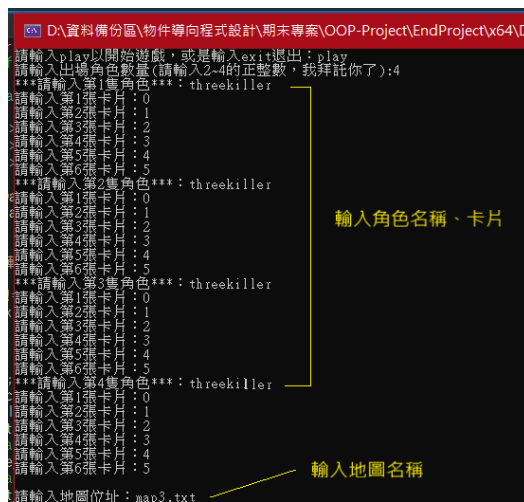 D:\資料備份區\物件導向程式設計\期末專案\OOP-Project\EndProject\x64\D
請輸入play以開始遊戲，或是輸入exit退出：play
請輸入出場角色數量(請輸入2~4的正整數，我拜託你了):4
***請輸入第1隻角色***：threekiller
請輸入第1張卡片：0
請輸入第2張卡片：1
請輸入第3張卡片：2
請輸入第4張卡片：3
請輸入第5張卡片：4
請輸入第6張卡片：5
***請輸入第2隻角色***：threekiller
請輸入第1張卡片：0
請輸入第2張卡片：1
請輸入第3張卡片：2
請輸入第4張卡片：3
請輸入第5張卡片：4
請輸入第6張卡片：5
輸入角色名稱、卡片
***請輸入第3隻角色***：threekiller
請輸入第1張卡片：0
請輸入第2張卡片：1
請輸入第3張卡片：2
請輸入第4張卡片：3
請輸入第5張卡片：4
請輸入第6張卡片：5
***請輸入第4隻角色***：threekiller
請輸入第1張卡片：0
請輸入第2張卡片：1
請輸入第3張卡片：2
請輸入第4張卡片：3
請輸入第5張卡片：4
請輸入第6張卡片：5
輸入地圖名稱
請輸入地圖位址：map3.txt